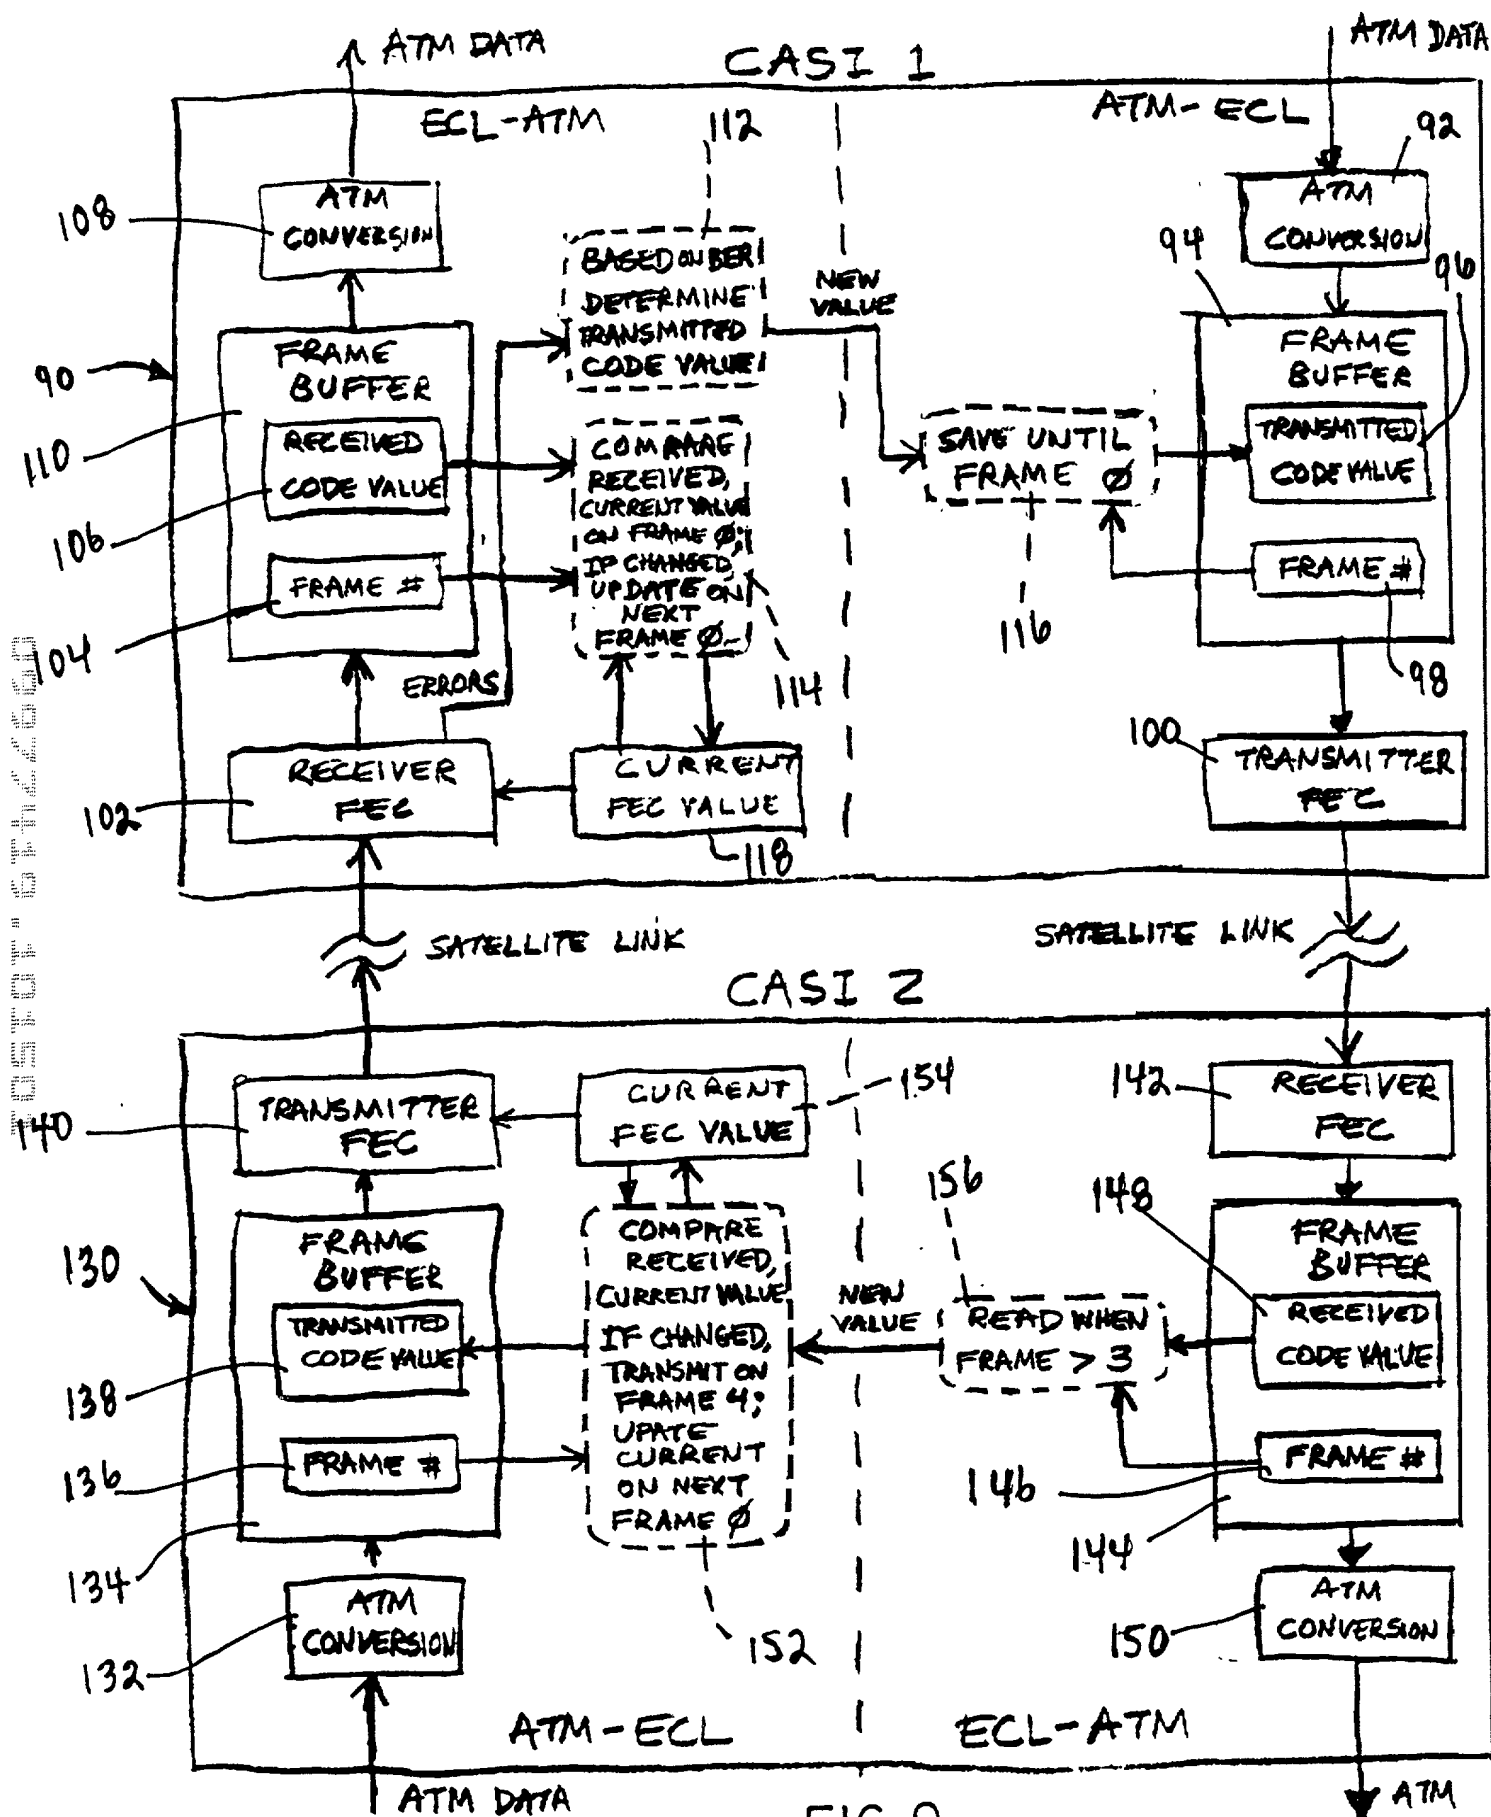 ATM DATA
CASI 1
ATM DATA
ECL-ATM
112
ATM-ECL
92
108
ATM
CONVERSION
ATM
CONVERSION
94
96
BASED ON BER
DETERMINE
TRANSMITTED
CODE VALUE
NEW
VALUE
90
FRAME
BUFFER
FRAME
BUFFER
110
RECEIVED
CODE VALUE
106
COMPARE
RECEIVED,
CURRENT VALUE
ON FRAME Ø;
IF CHANGED,
UPDATE ON
NEXT
FRAME Ø
SAVE UNTIL
FRAME Ø
TRANSMITTED
CODE VALUE
FRAME #
104
116
FRAME #
98
ERRORS
114
100
RECEIVER
FEC
102
CURRENT
FEC VALUE
118
TRANSMITTER
FEC
SATELLITE LINK
SATELLITE LINK
CASI 2
TRANSMITTER
FEC
140
CURRENT
FEC VALUE
154
142
RECEIVER
FEC
156
148
130
FRAME
BUFFER
COMPARE
RECEIVED,
CURRENT VALUE
IF CHANGED,
TRANSMIT ON
FRAME 4;
UPATE
CURRENT
ON NEXT
FRAME Ø
FRAME
BUFFER
TRANSMITTED
CODE VALUE
138
NEW
VALUE
READ WHEN
FRAME > 3
RECEIVED
CODE VALUE
136
FRAME #
146
FRAME #
134
144
ATM
CONVERSION
132
152
150
ATM
CONVERSION
ATM-ECL
ECL-ATM
ATM DATA
ATM